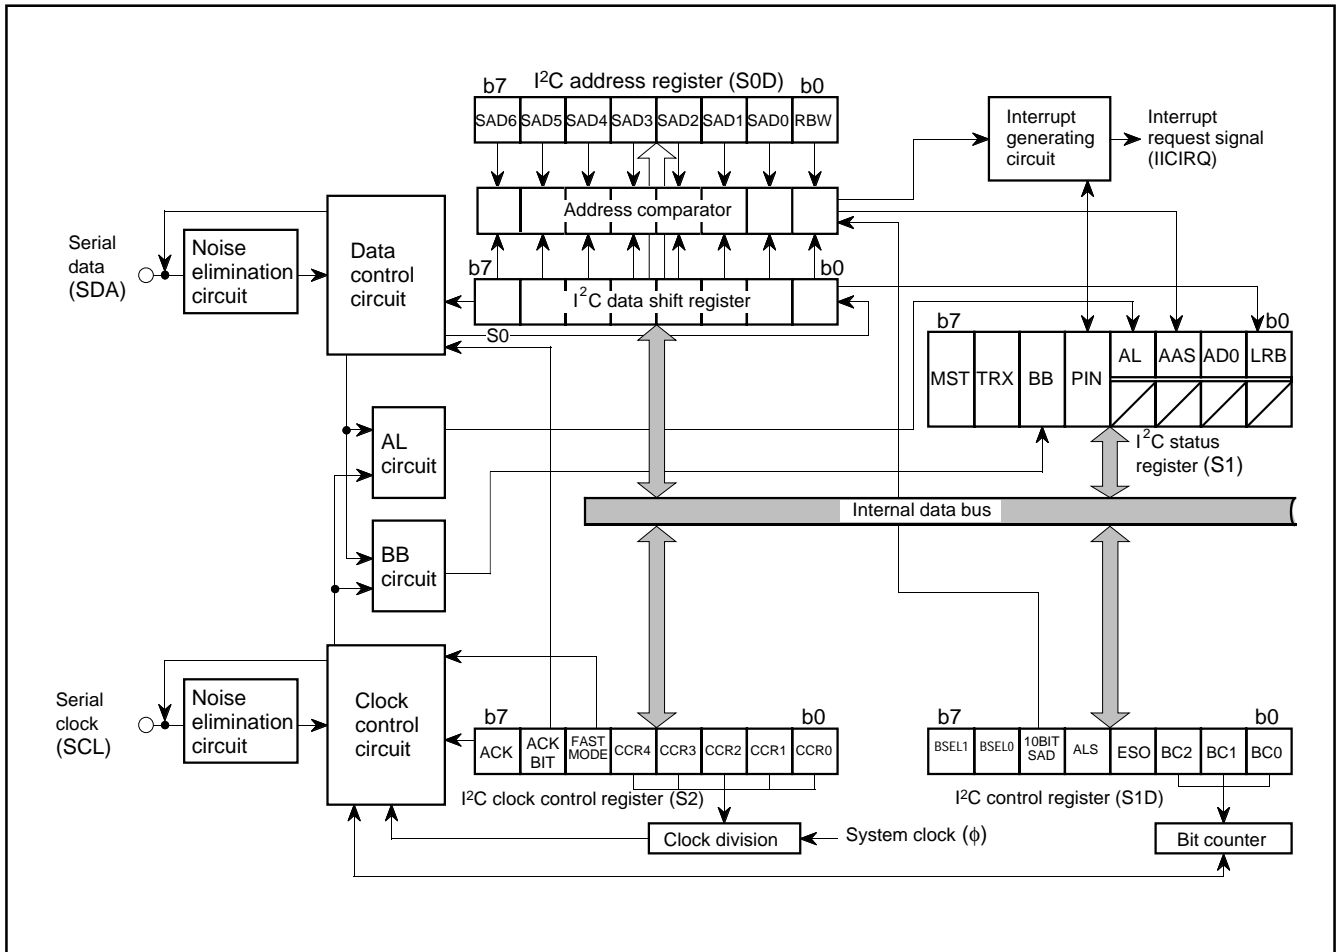 b7 I²C address register (S0D) b0
SAD6 SAD5 SAD4 SAD3 SAD2 SAD1 SAD0 RBW
Interrupt
generating
circuit
Interrupt
request signal
(IICIRQ)
Address comparator
Serial
data
(SDA)
Noise
elimination
circuit
Data
control
circuit
b7 b0
I²C data shift register
S0
b7 b0
MST TRX BB PIN AL AAS AD0 LRB
I²C status
register (S1)
AL
circuit
Internal data bus
BB
circuit
Serial
clock
(SCL)
Noise
elimination
circuit
Clock
control
circuit
b7 b0
ACK ACK BIT FAST MODE CCR4 CCR3 CCR2 CCR1 CCR0
I²C clock control register (S2)
Clock division
System clock (ϕ)
b7 b0
BSEL1 BSEL0 10BIT SAD ALS ESO BC2 BC1 BC0
I²C control register (S1D)
Bit counter